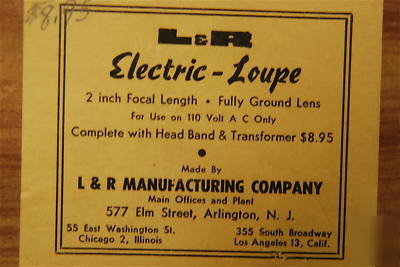 $8.95
L&R
Electric-Loupe
2 inch Focal Length • Fully Ground Lens
For Use on 110 Volt A C Only
Complete with Head Band & Transformer $8.95
Made By
L & R MANUFACTURING COMPANY
Main Offices and Plant
577 Elm Street, Arlington, N. J.
55 East Washington St.
Chicago 2, Illinois
355 South Broadway
Los Angeles 13, Calif.